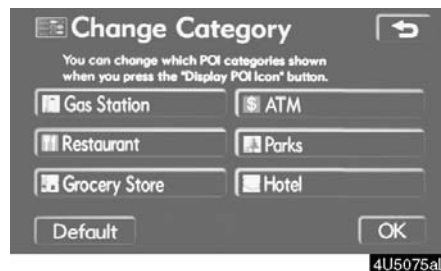 Change Category
You can change which POI categories shown
when you press the "Display POI Icon" button.
Gas Station
$ ATM
Restaurant
Parks
Grocery Store
Hotel
Default
OK
4U5075al